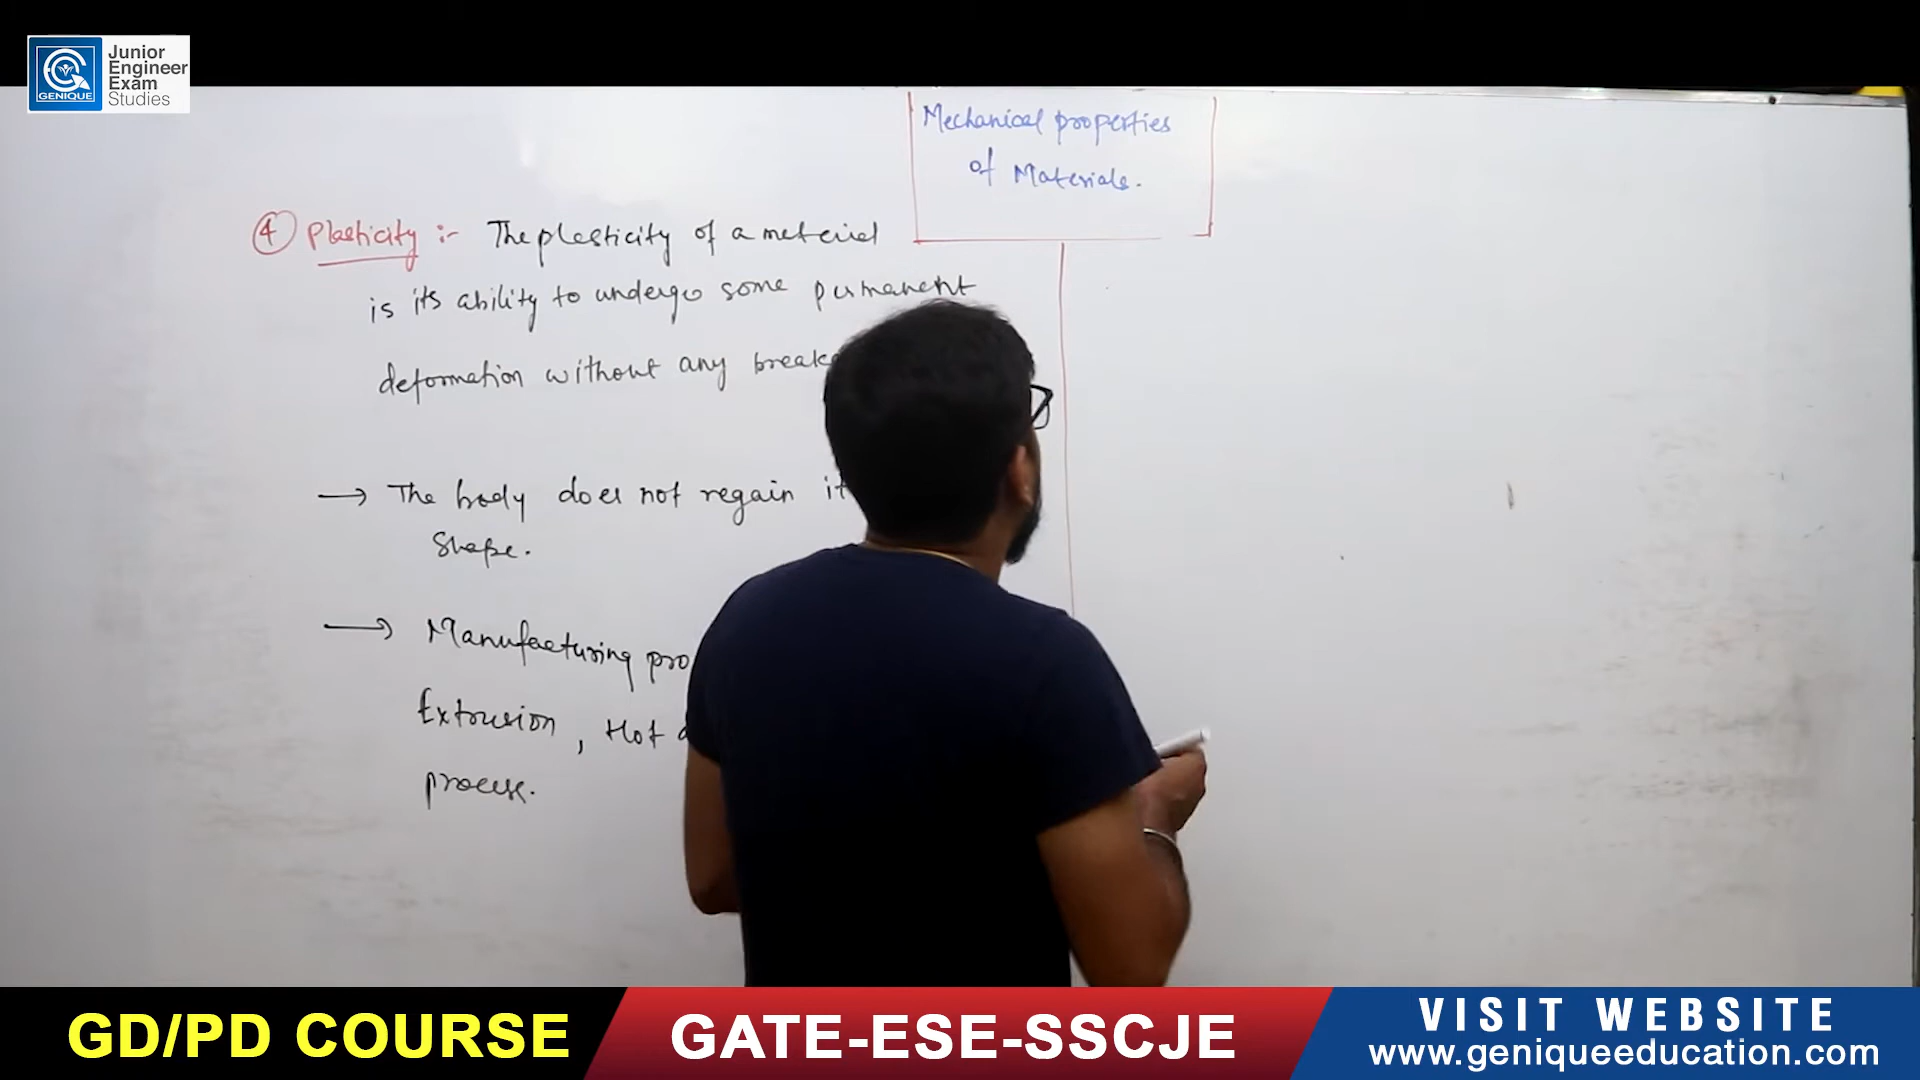 Junior
Engineer
Exam
Studies
GENIQUE
Mechanical properties
of Materials.
④ Plasticity :- The plasticity of a material
is its ability to undergo some permanent
deformation without any
→ The body does not regain
shape.
→ Manufacturing
Extrusion, Hot
process.
GD/PD COURSE
GATE-ESE-SSCJE
VISIT WEBSITE
www.geniqueeducation.com